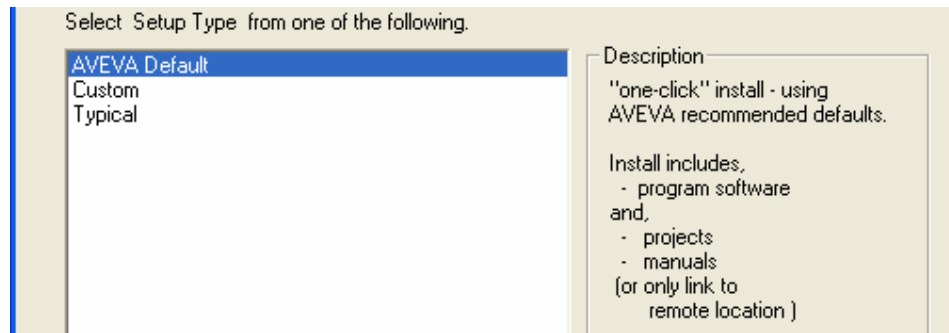 Select Setup Type from one of the following.
AVEVA Default
Custom
Typical
Description
"one-click" install - using
AVEVA recommended defaults.
Install includes,
- program software
and,
- projects
- manuals
(or only link to
remote location )